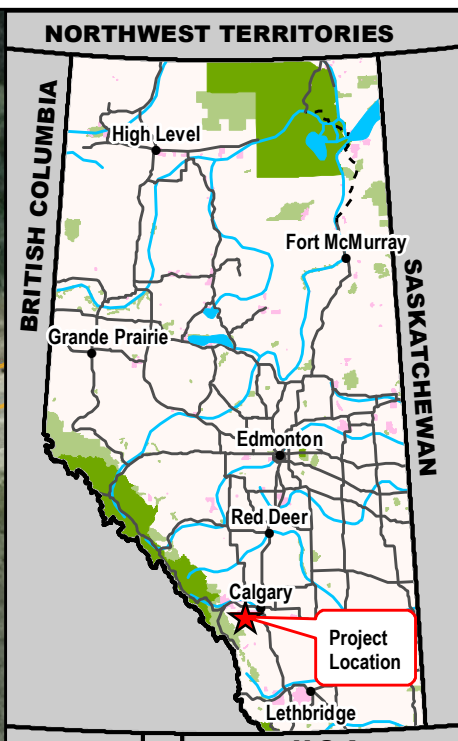 NORTHWEST TERRITORIES
BRITISH COLUMBIA
High Level
Fort McMurray
SASKATCHEWAN
Grande Prairie
Edmonton
Red Deer
Calgary
Project
Location
Lethbridge